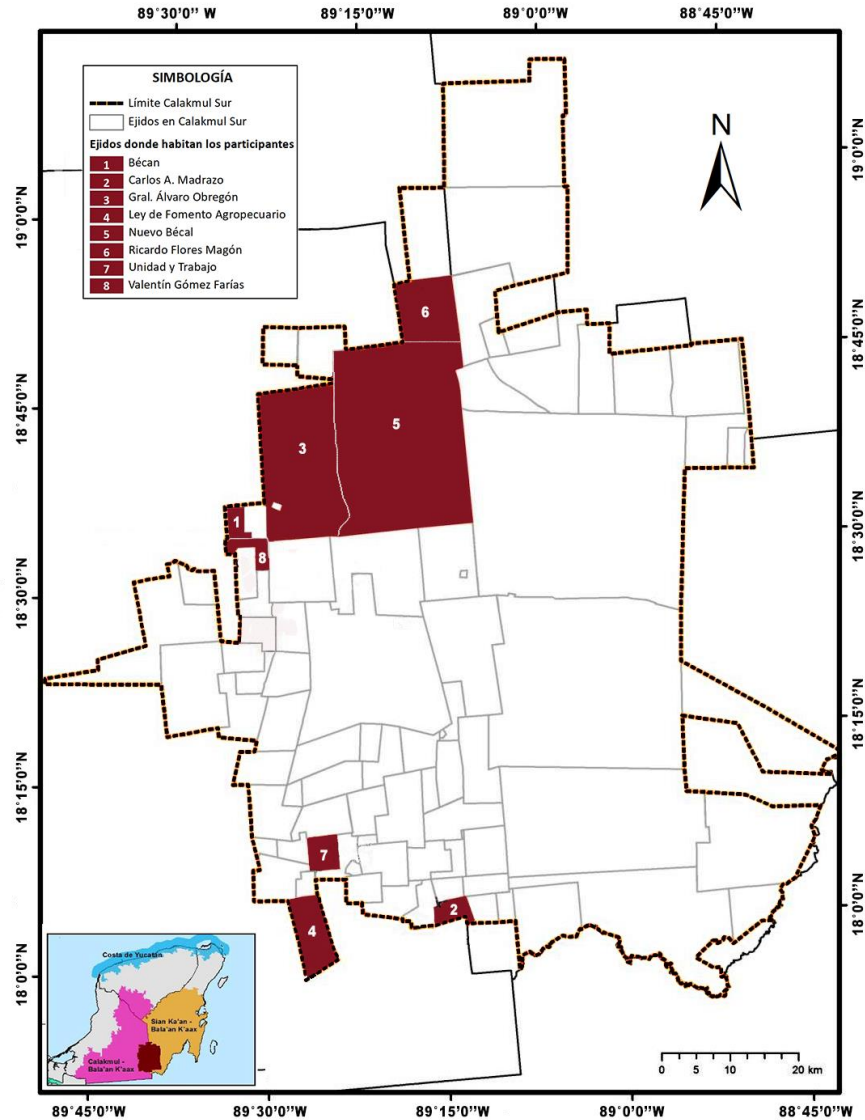 89°30'0'' W
89°15'0''W
89°0'0''W
88°45'0''W
SIMBOLOGÍA
Límite Calakmul Sur
Ejidos en Calakmul Sur
Ejidos donde habitan los participantes
1 Bécan
2 Carlos A. Madrazo
3 Gral. Álvaro Obregón
4 Ley de Fomento Agropecuario
5 Nuevo Bécal
6 Ricardo Flores Magón
7 Unidad y Trabajo
8 Valentín Gómez Farías
N
19°0'0''N
19°0'0''N
6
18°45'0''N
18°45'0''N
5
3
1
8
18°30'0''N
18°30'0''N
18°15'0''N
18°15'0''N
7
2
4
18°0'0''N
18°0'0''N
Costa de Yucatán
Sian Ka'an -
Bala'an K'aax
Calakmul -
Bala'an K'aax
0 5 10 20 km
89°45'0''W
89°30'0''W
89°15'0''W
89°0'0''W
88°45'0''W